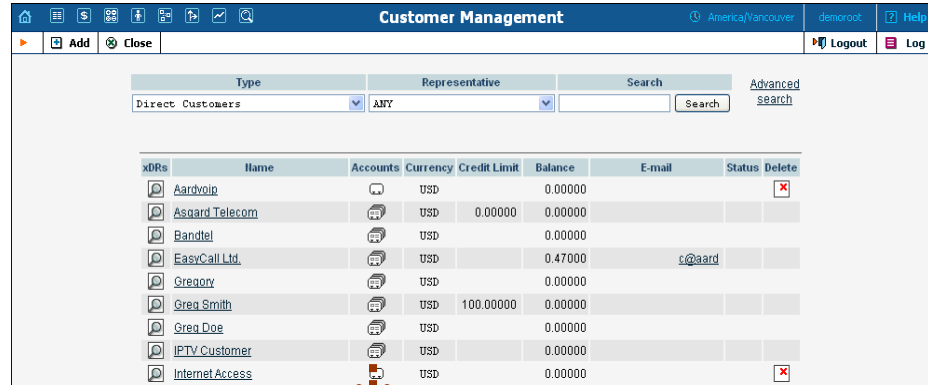 Customer Management America/Vancouver demoroot ? Help
Add Close Logout Log
Type Representative Search Advanced search
Direct Customers ANY Search
xDRs Name Accounts Currency Credit Limit Balance E-mail Status Delete
Aardvoip USD 0.00000
Asgard Telecom USD 0.00000 0.00000
Bandtel USD 0.00000
EasyCall Ltd. USD 0.47000 c@aard
Gregory USD 0.00000
Greg Smith USD 100.00000 0.00000
Greg Doe USD 0.00000
IPTV Customer USD 0.00000
Internet Access USD 0.00000